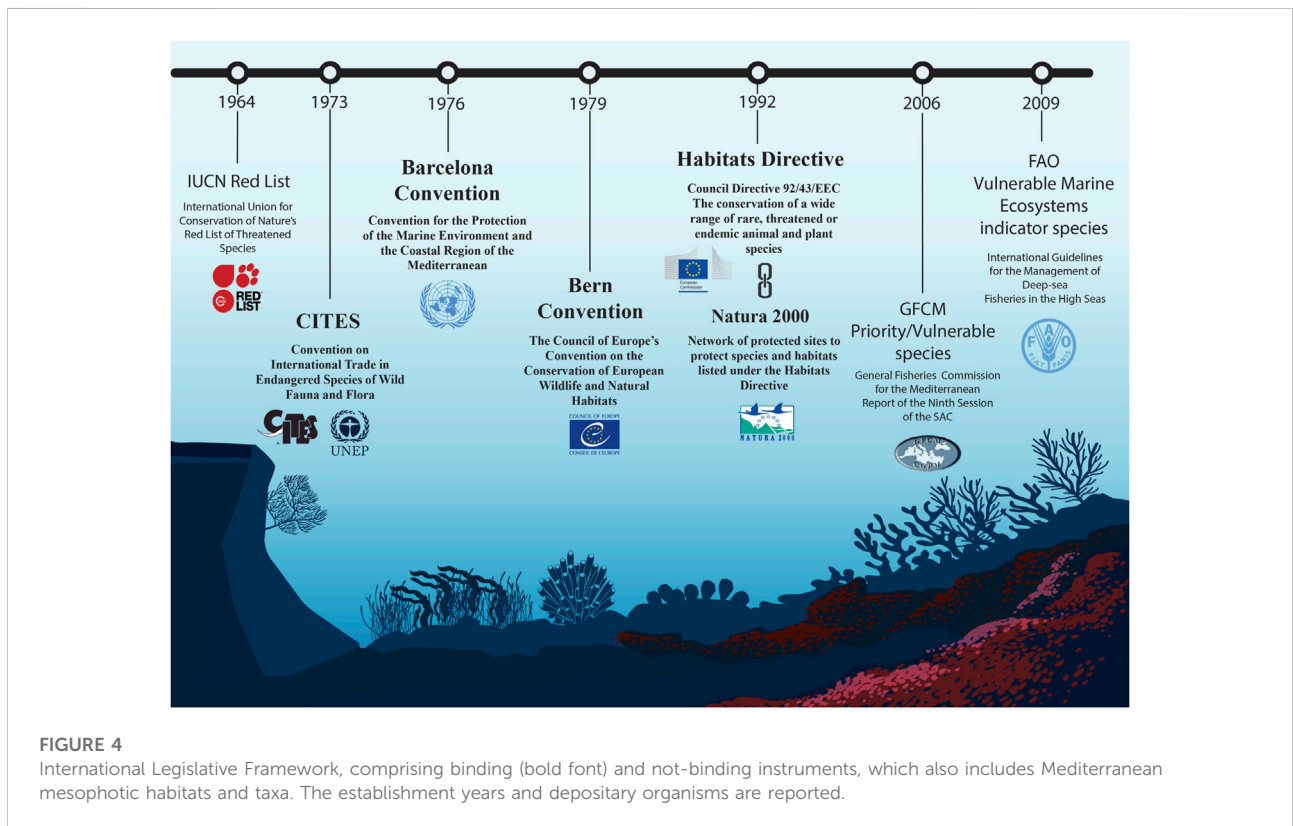 1964
1973
1976
1979
1992
2006
2009
IUCN Red List
International Union for
Conservation of Nature's
Red List of Threatened
Species
RED
LIST
CITES
Convention on
International Trade in
Endangered Species of Wild
Fauna and Flora
CITES
UNEP
Barcelona
Convention
Convention for the Protection
of the Marine Environment and
the Coastal Region of the
Mediterranean
Bern
Convention
The Council of Europe's
Convention on the
Conservation of European
Wildlife and Natural
Habitats
COUNCIL OF EUROPE
CONSEIL DE L'EUROPE
Habitats Directive
Council Directive 92/43/EEC
The conservation of a wide
range of rare, threatened or
endemic animal and plant
species
European
Commission
Natura 2000
Network of protected sites to
protect species and habitats
listed under the Habitats
Directive
NATURA 2000
GFCM
Priority/Vulnerable
species
General Fisheries Commission
for the Mediterranean
Report of the Ninth Session
of the SAC
GFCM
FAO
Vulnerable Marine
Ecosystems
indicator species
International Guidelines
for the Management of
Deep-sea
Fisheries in the High Seas
F A O
FIAT PANIS
FIGURE 4
International Legislative Framework, comprising binding (bold font) and not-binding instruments, which also includes Mediterranean
mesophotic habitats and taxa. The establishment years and depositary organisms are reported.